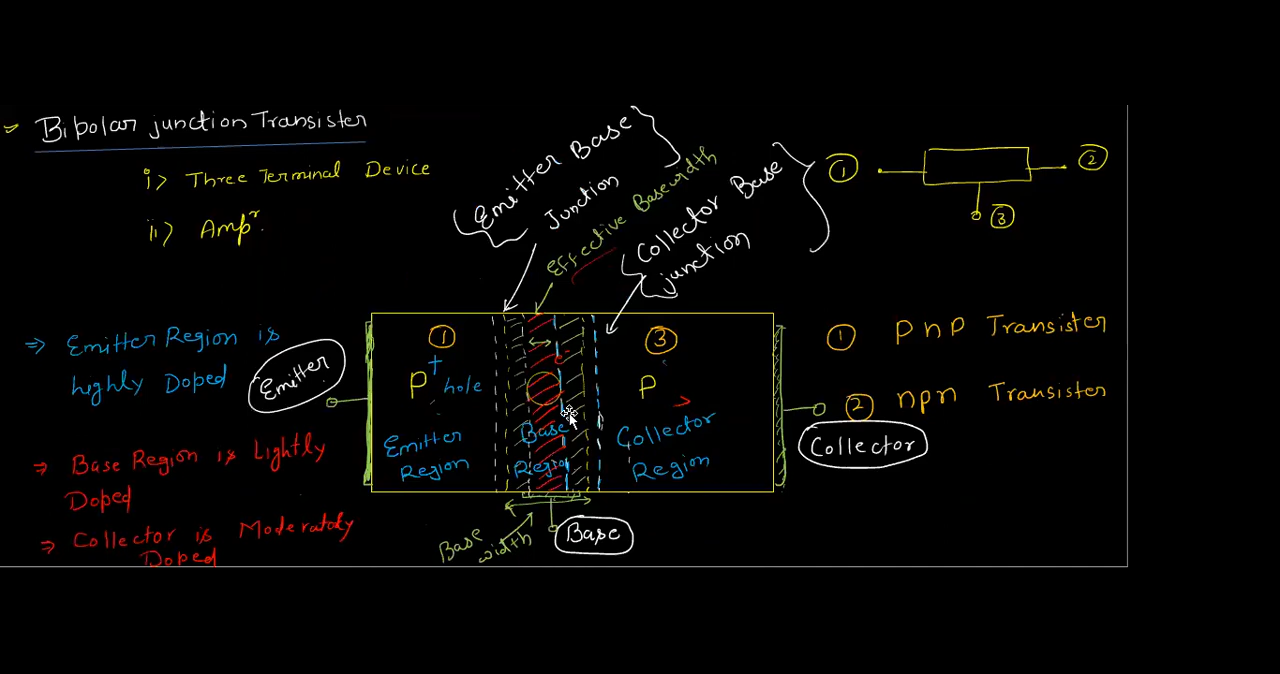 Bipolar junction Transister
i) Three Terminal Device
ii) Ampr.
Emitter Base
Junction
Effective Basewidth
Collector Base
junction
① ②
③
⇒ Emitter Region is
highly Doped
Emitter
⇒ Base Region is Lightly
Doped
⇒ Collector is Moderately
Doped
① ③
P+ hole P
Emitter
Region
Base
Region
Collector
Region
Base
width
Base
① PnP Transister
② npn Transister
Collector